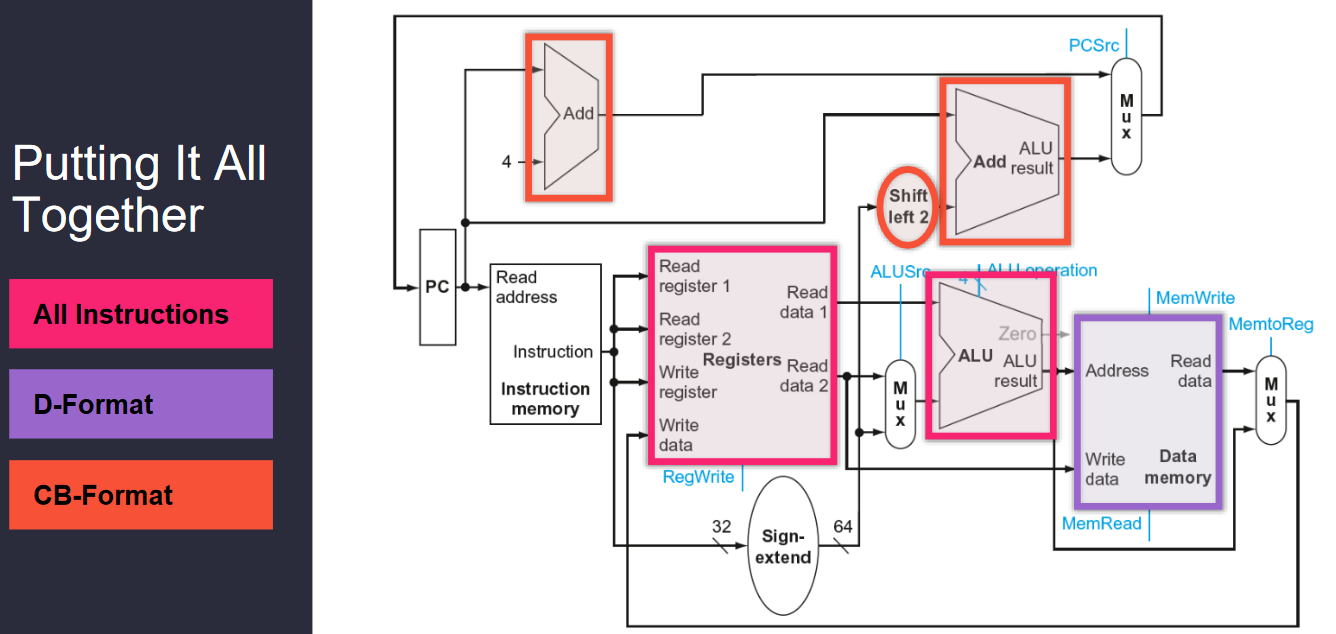 Putting It All
Together
All Instructions
D-Format
CB-Format
PCSrc
Add
4
M
u
x
Add
ALU
result
Shift
left 2
PC
Read
address
Instruction
Instruction
memory
Read
register 1
Read
register 2
Write
register
Write
data
Registers
Read
data 1
Read
data 2
RegWrite
ALUSrc
M
u
x
4
ALU operation
Zero
ALU
ALU
result
MemWrite
Address
Read
data
Write
data
Data
memory
MemRead
MemtoReg
M
u
x
32
Sign-
extend
64